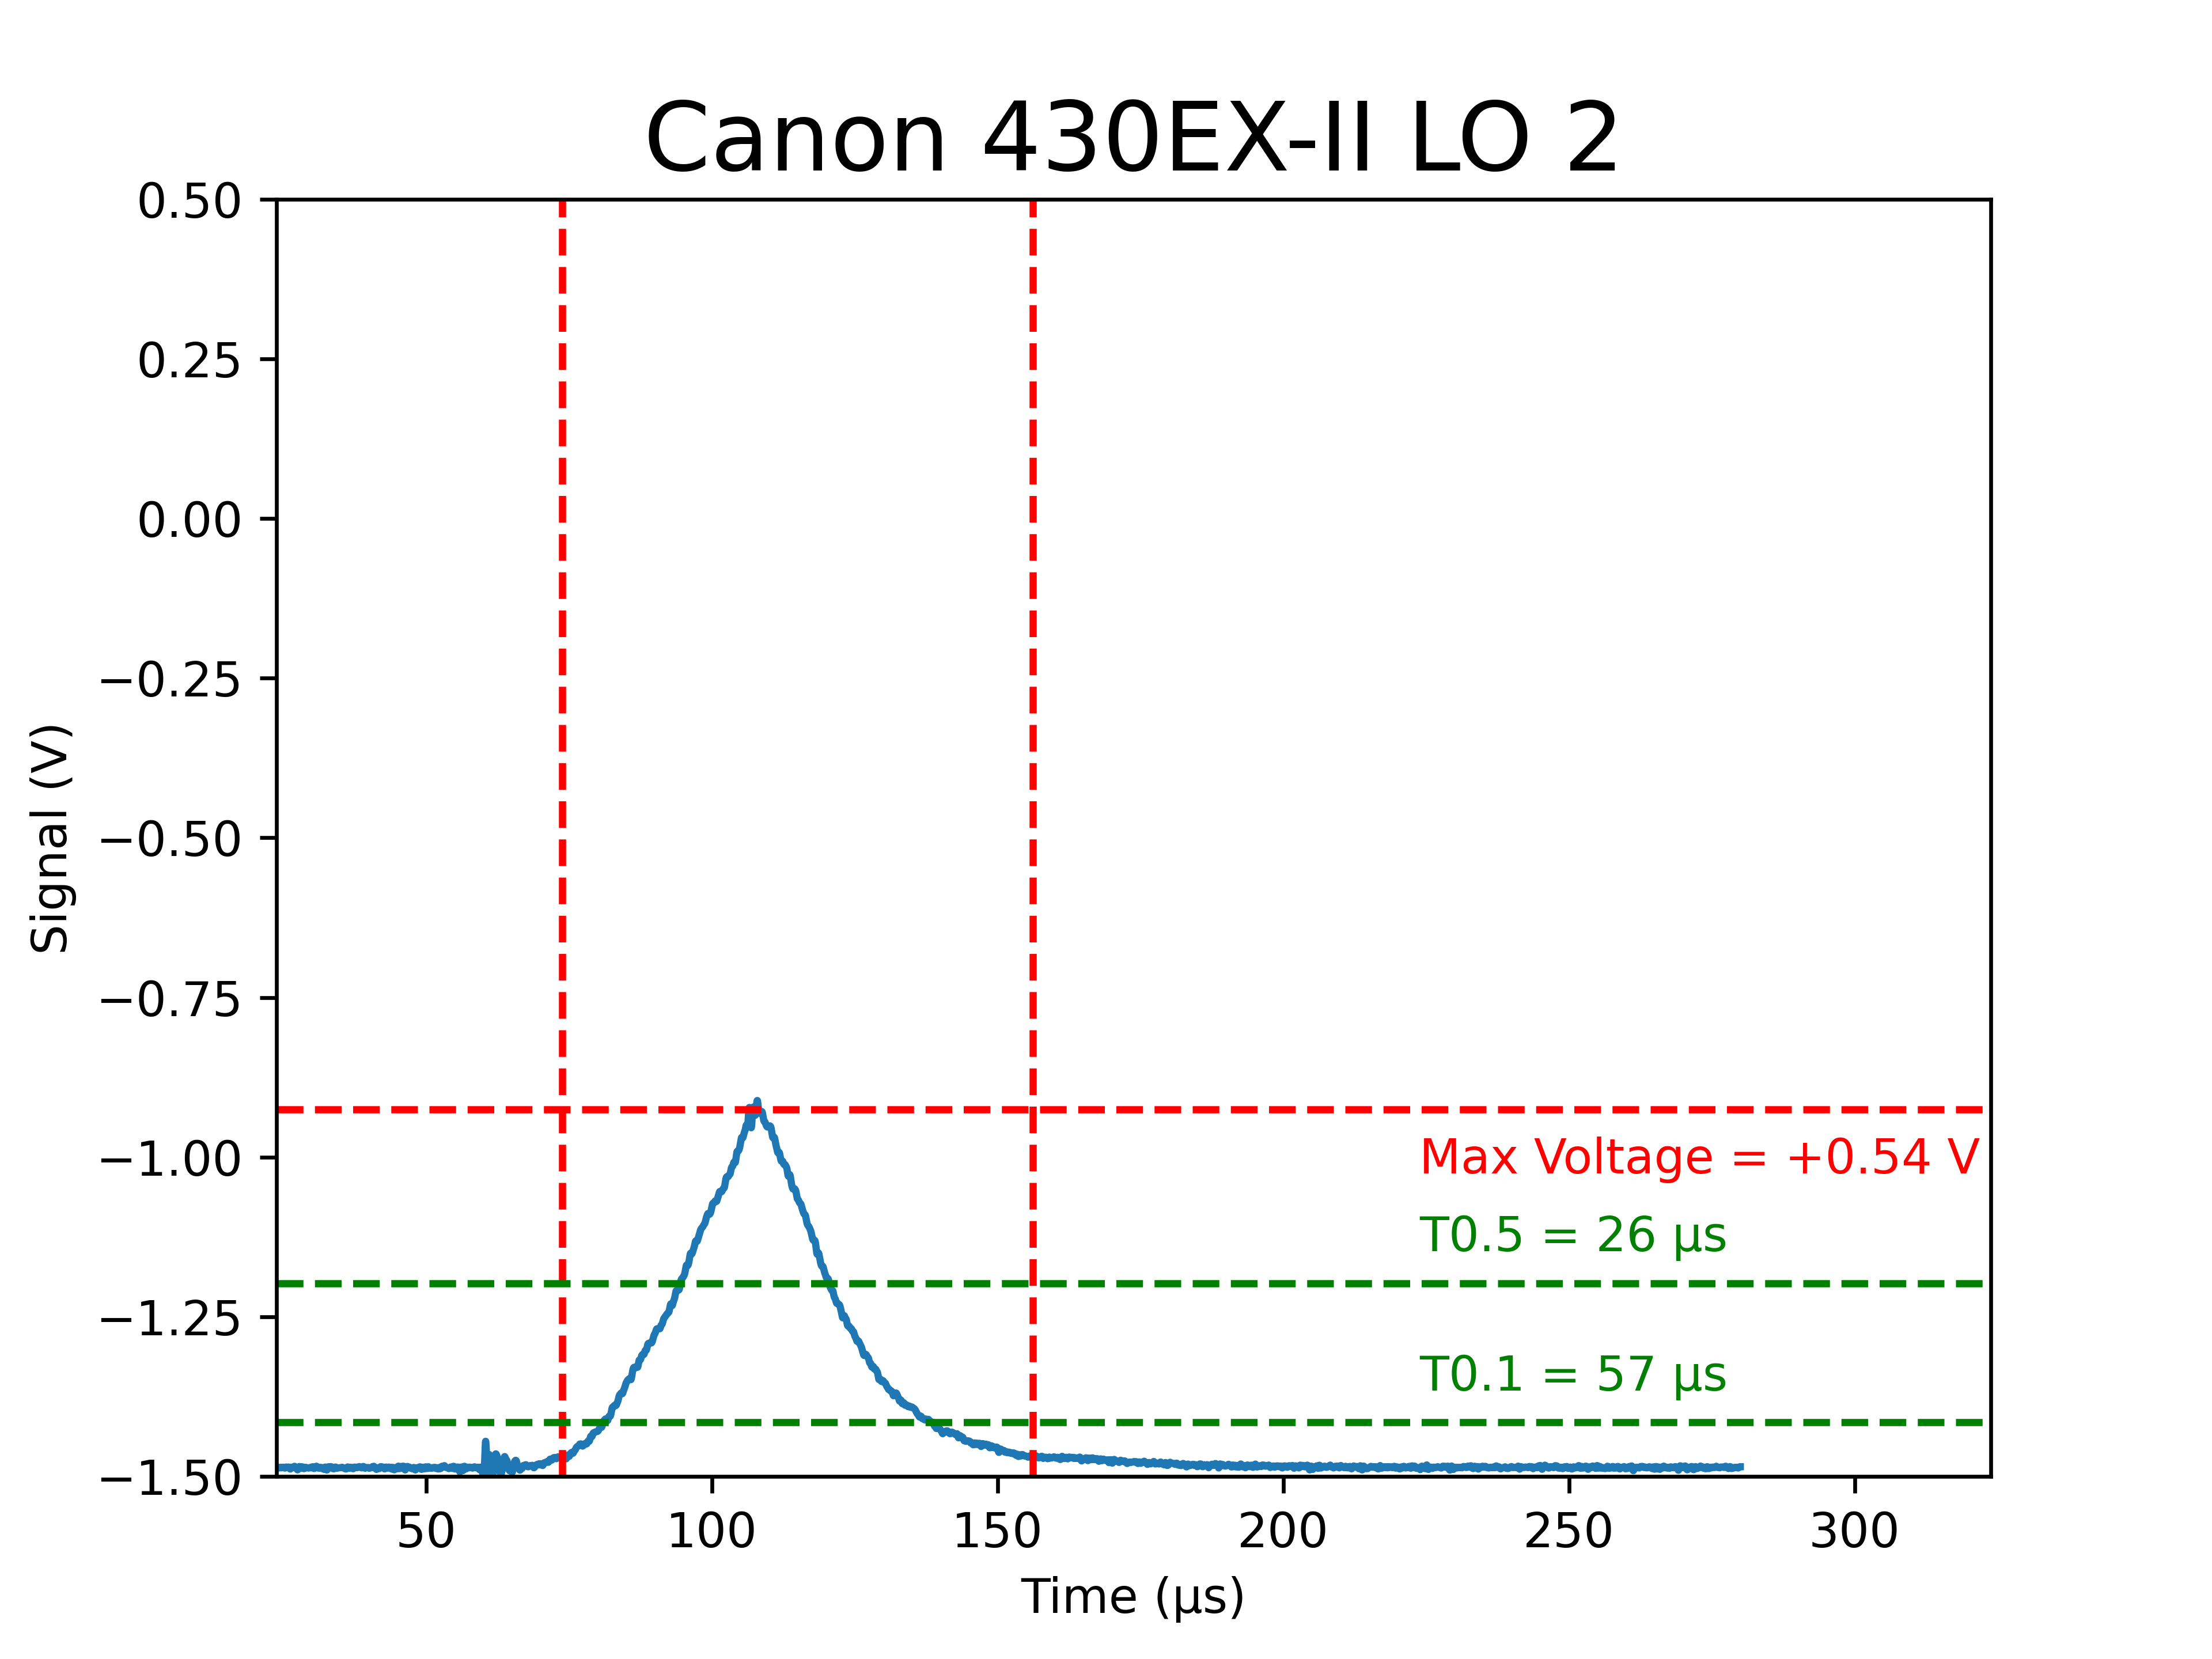 Canon 430EX-II LO 2
0.50
0.25
0.00
−0.25
−0.50
−0.75
−1.00
−1.25
−1.50
Signal (V)
Max Voltage = +0.54 V
T0.5 = 26 µs
T0.1 = 57 µs
50 100 150 200 250 300
Time (µs)